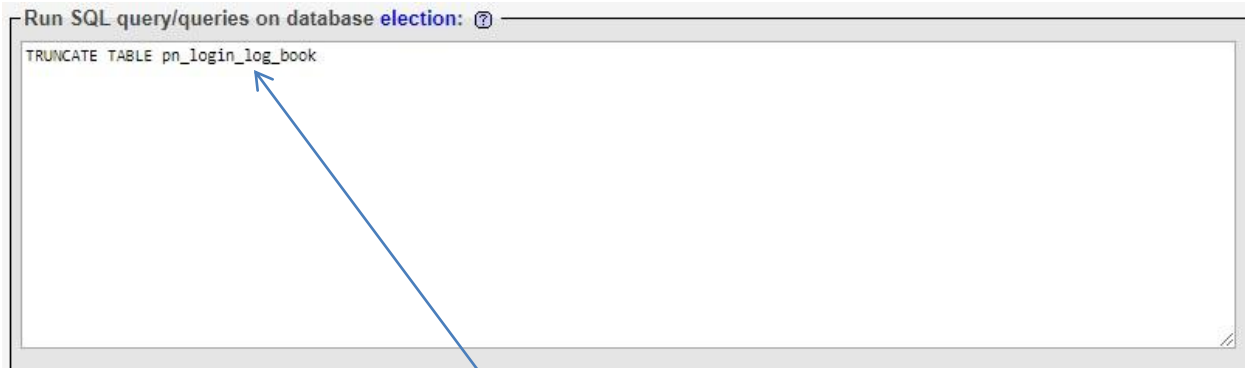 Run SQL query/queries on database election:
TRUNCATE TABLE pn_login_log_book